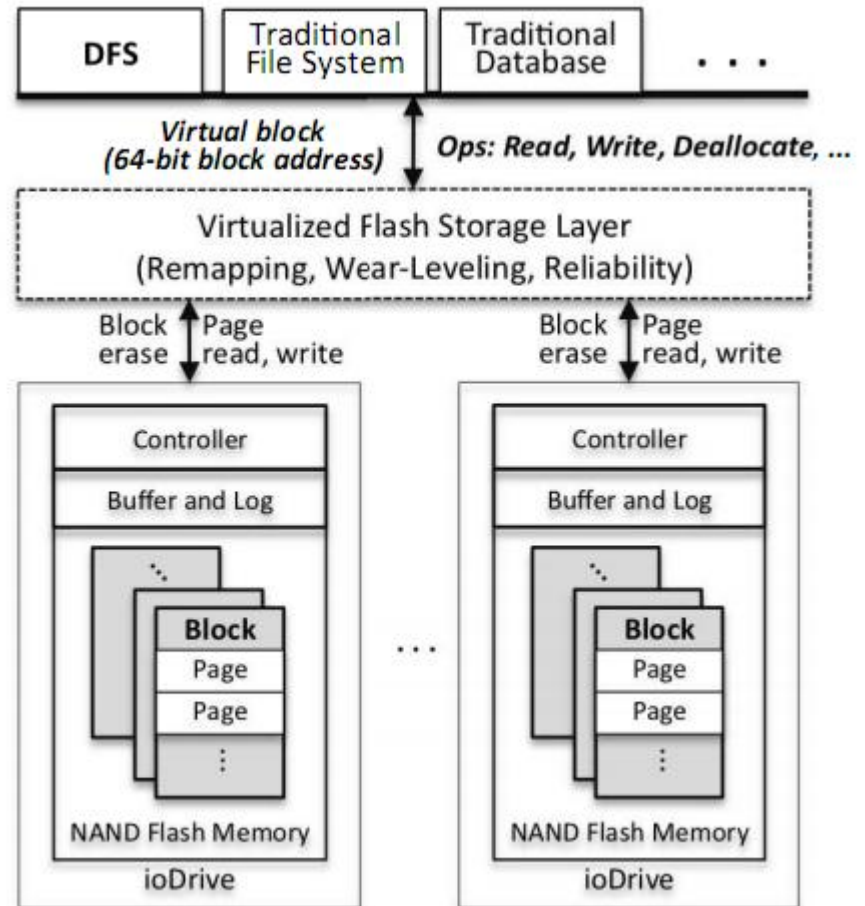 DFS
Traditional
File System
Traditional
Database
. . .
Virtual block
(64-bit block address)
Ops: Read, Write, Deallocate, ...
Virtualized Flash Storage Layer
(Remapping, Wear-Leveling, Reliability)
Block
erase
Page
read, write
Block
erase
Page
read, write
Controller
Buffer and Log
...
Block
Page
Page
...
NAND Flash Memory
ioDrive
...
Controller
Buffer and Log
...
Block
Page
Page
...
NAND Flash Memory
ioDrive